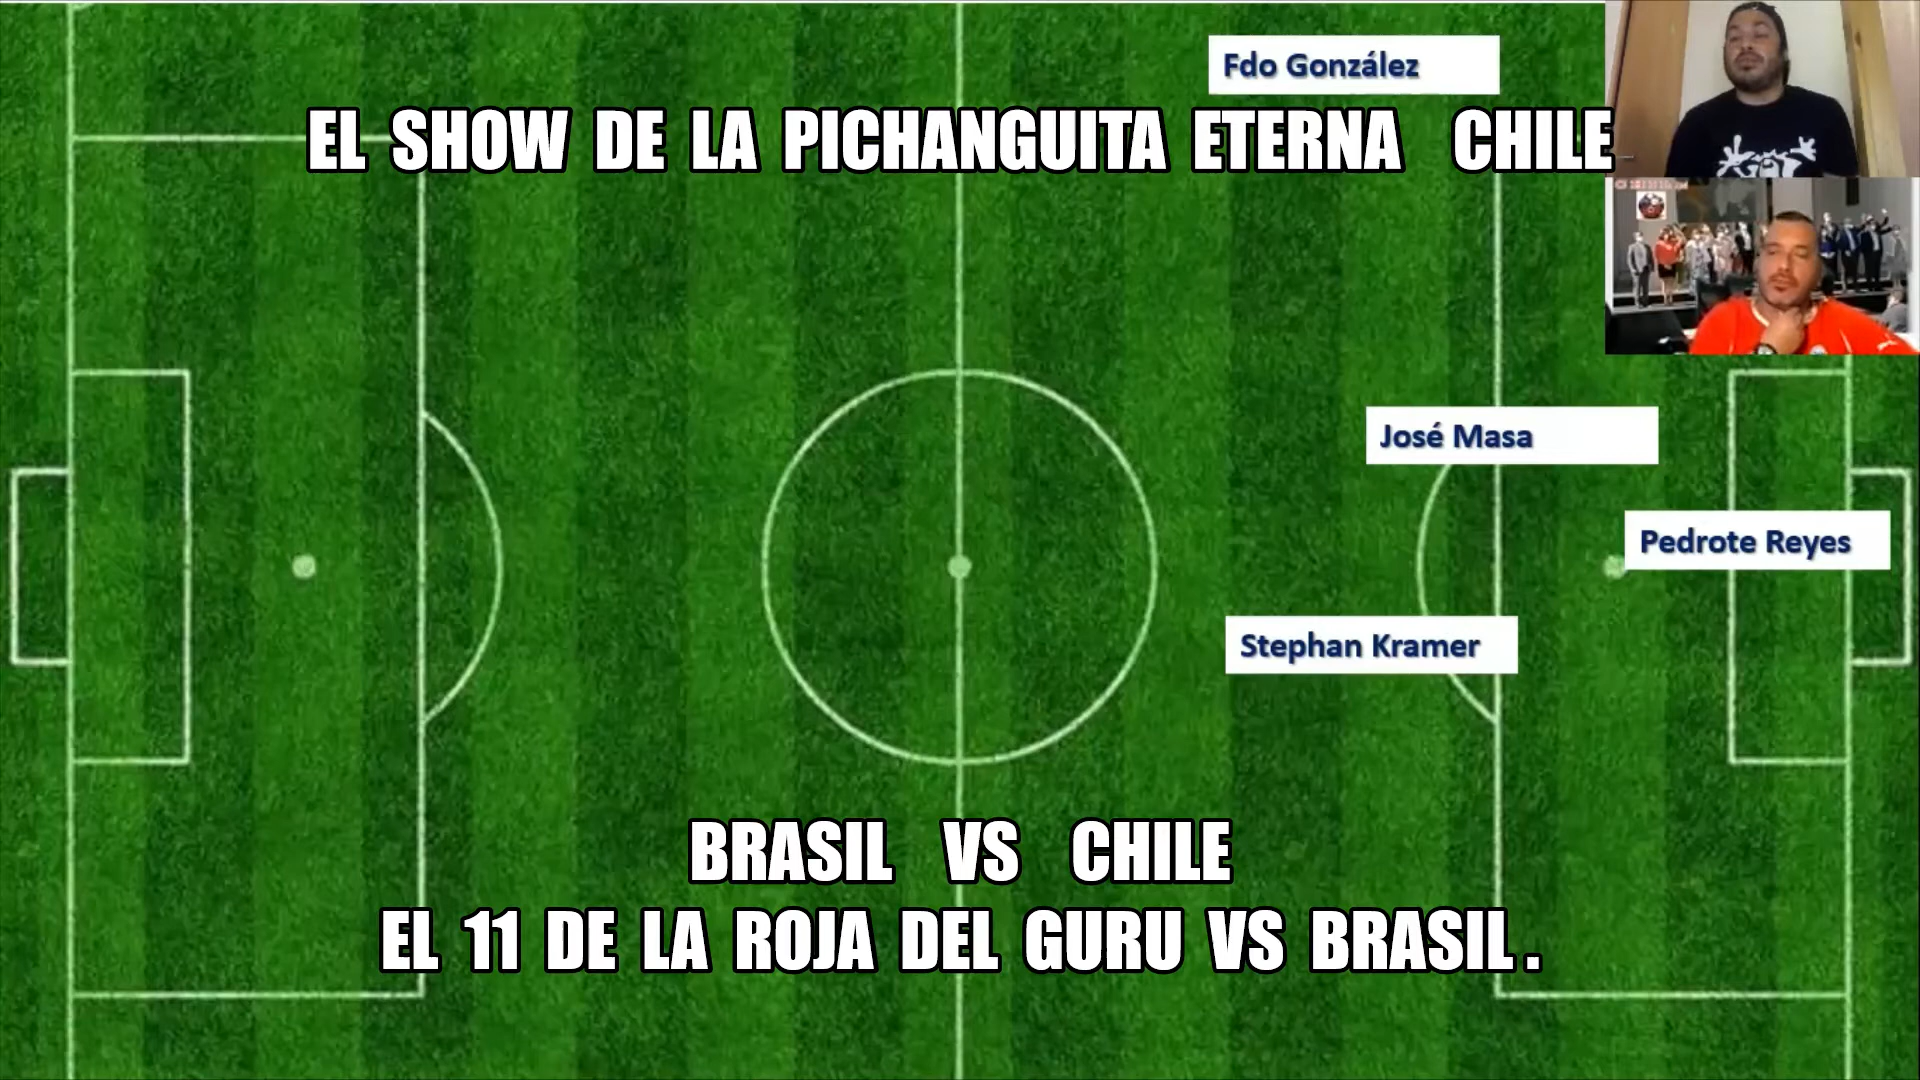 Fdo González
EL SHOW DE LA PICHANGUITA ETERNA CHILE
José Masa
Pedrote Reyes
Stephan Kramer
BRASIL VS CHILE
EL 11 DE LA ROJA DEL GURU VS BRASIL.